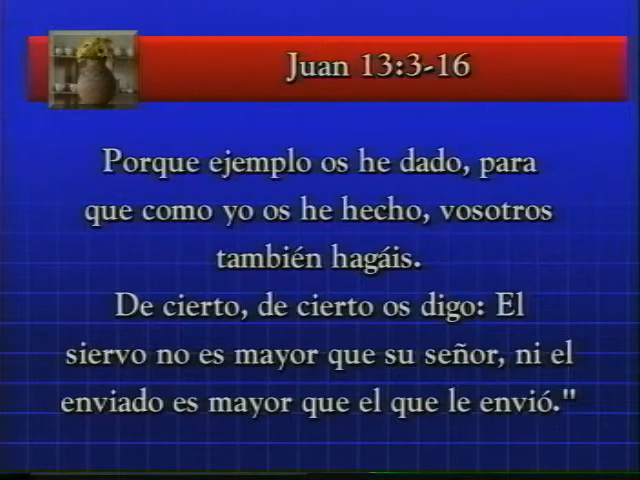 Juan 13:3-16
Porque ejemplo os he dado, para
que como yo os he hecho, vosotros
también hagáis.
De cierto, de cierto os digo: El
siervo no es mayor que su señor, ni el
enviado es mayor que el que le envió."